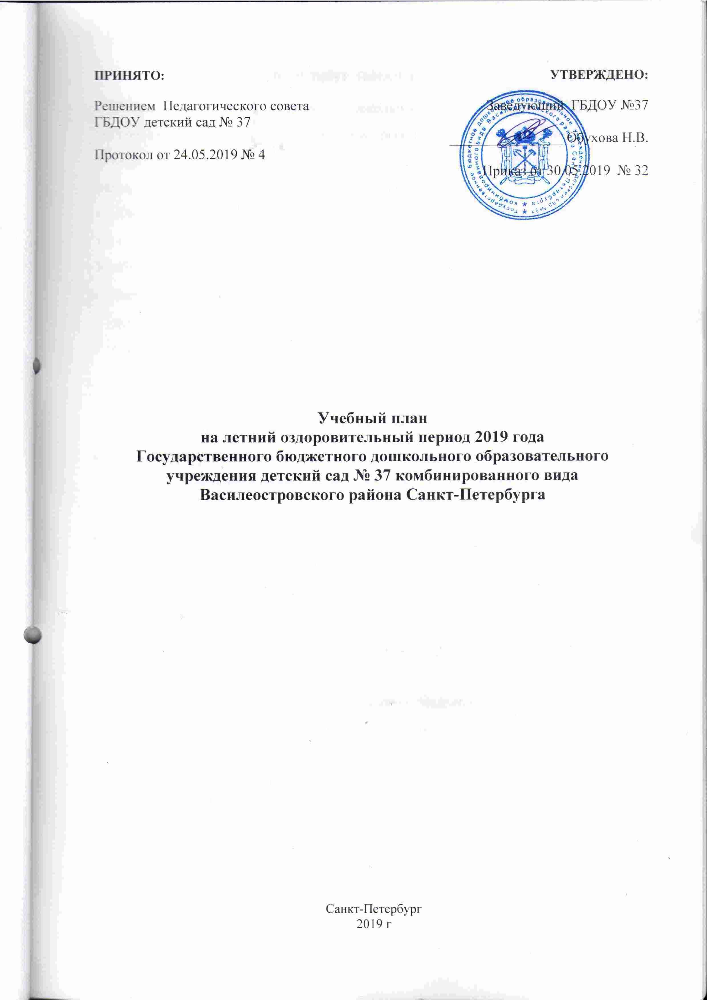 ПРИНЯТО:
Решением Педагогического совета
ГБДОУ детский сад № 37
Протокол от 24.05.2019 № 4
УТВЕРЖДЕНО:
Заведующий ГБДОУ №37
Обухова Н.В.
Приказ от 30.05.2019 № 32
Государственное бюджетное дошкольное образовательное учреждение детский сад №37
комбинированного вида Василеостровского района Санкт-Петербурга
Учебный план
на летний оздоровительный период 2019 года
Государственного бюджетного дошкольного образовательного
учреждения детский сад № 37 комбинированного вида
Василеостровского района Санкт-Петербурга
Санкт-Петербург
2019 г